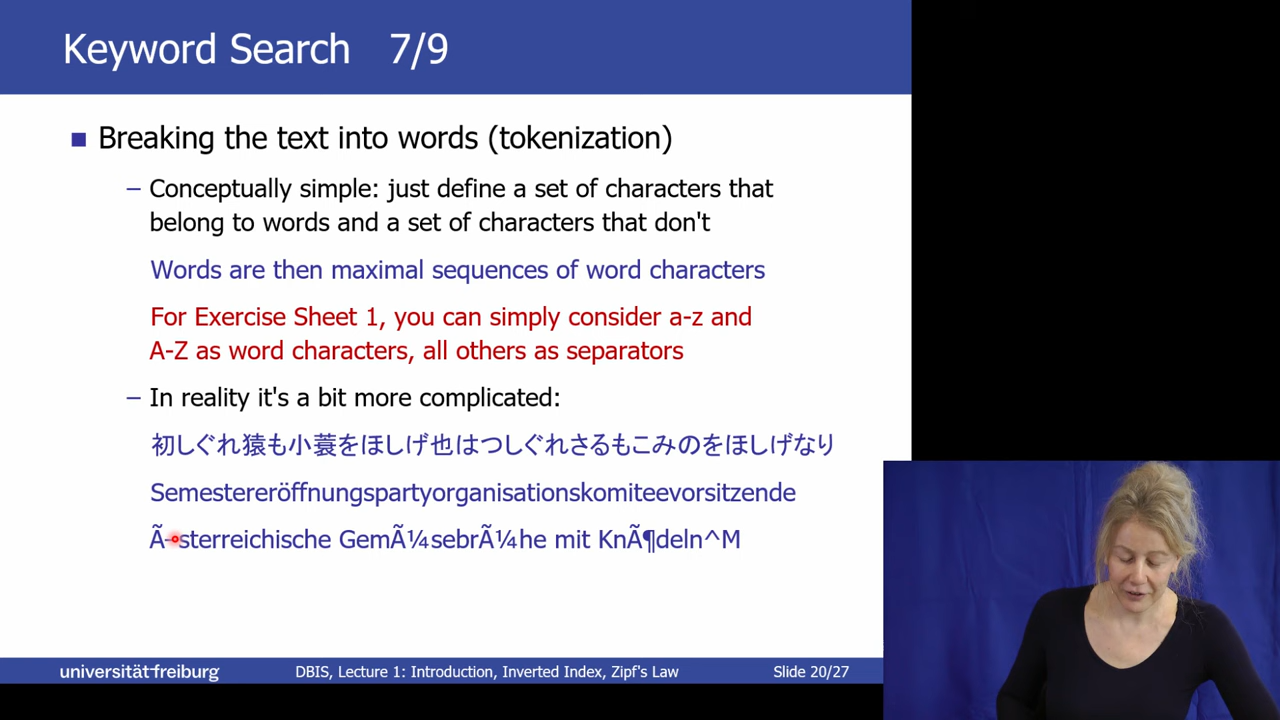 Keyword Search 7/9
Breaking the text into words (tokenization)
– Conceptually simple: just define a set of characters that
belong to words and a set of characters that don't
Words are then maximal sequences of word characters
For Exercise Sheet 1, you can simply consider a-z and
A-Z as word characters, all others as separators
– In reality it's a bit more complicated:
初しぐれ猿も小蓑をほしげ也はつしぐれさるもこみのをほしげなり
Semestereröffnungspartyorganisationskomiteevorsitzende
Ã–sterreichische GemÃ¼sebrÃ¼he mit KnÃ¶deln^M
universität freiburg
DBIS, Lecture 1: Introduction, Inverted Index, Zipf's Law
Slide 20/27